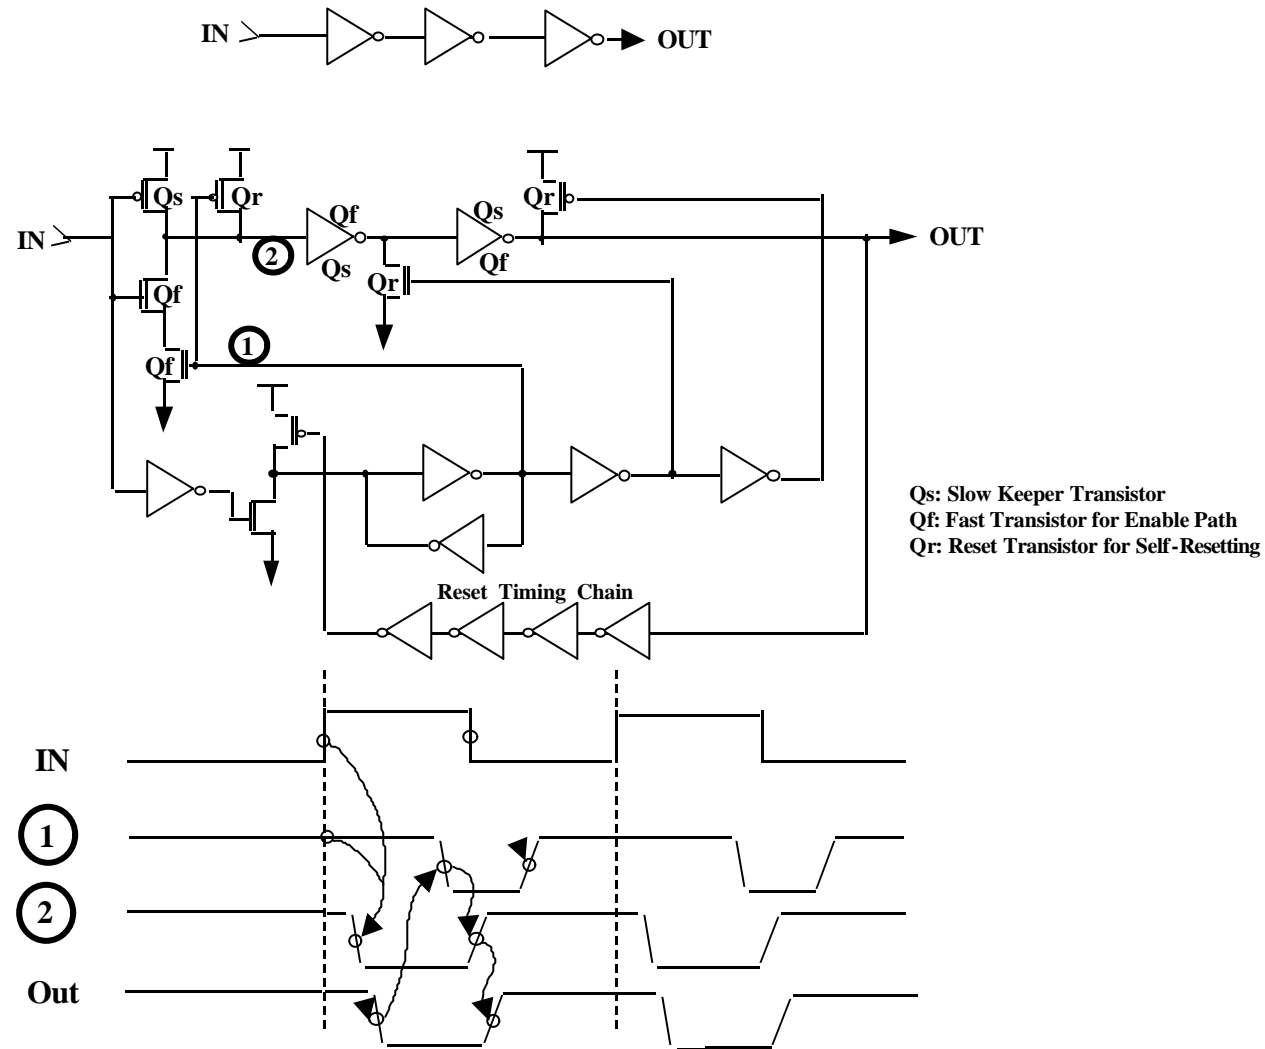 IN OUT
Qs Qr Qr
IN Qf Qs OUT
2 Qs Qf
Qf Qr
1
Qf
Qs: Slow Keeper Transistor
Qf: Fast Transistor for Enable Path
Qr: Reset Transistor for Self-Resetting
Reset Timing Chain
IN
1
2
Out